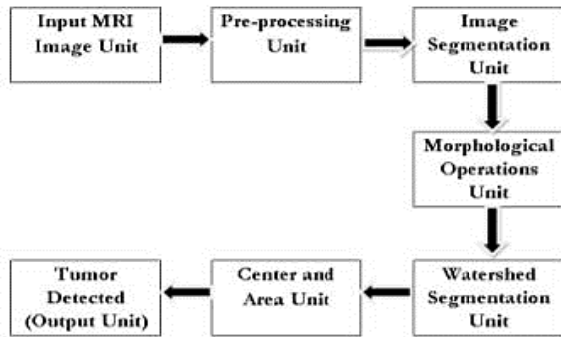 Input MRI
Image Unit
Pre-processing
Unit
Image
Segmentation
Unit
Morphological
Operations
Unit
Watershed
Segmentation
Unit
Center and
Area Unit
Tumor
Detected
(Output Unit)